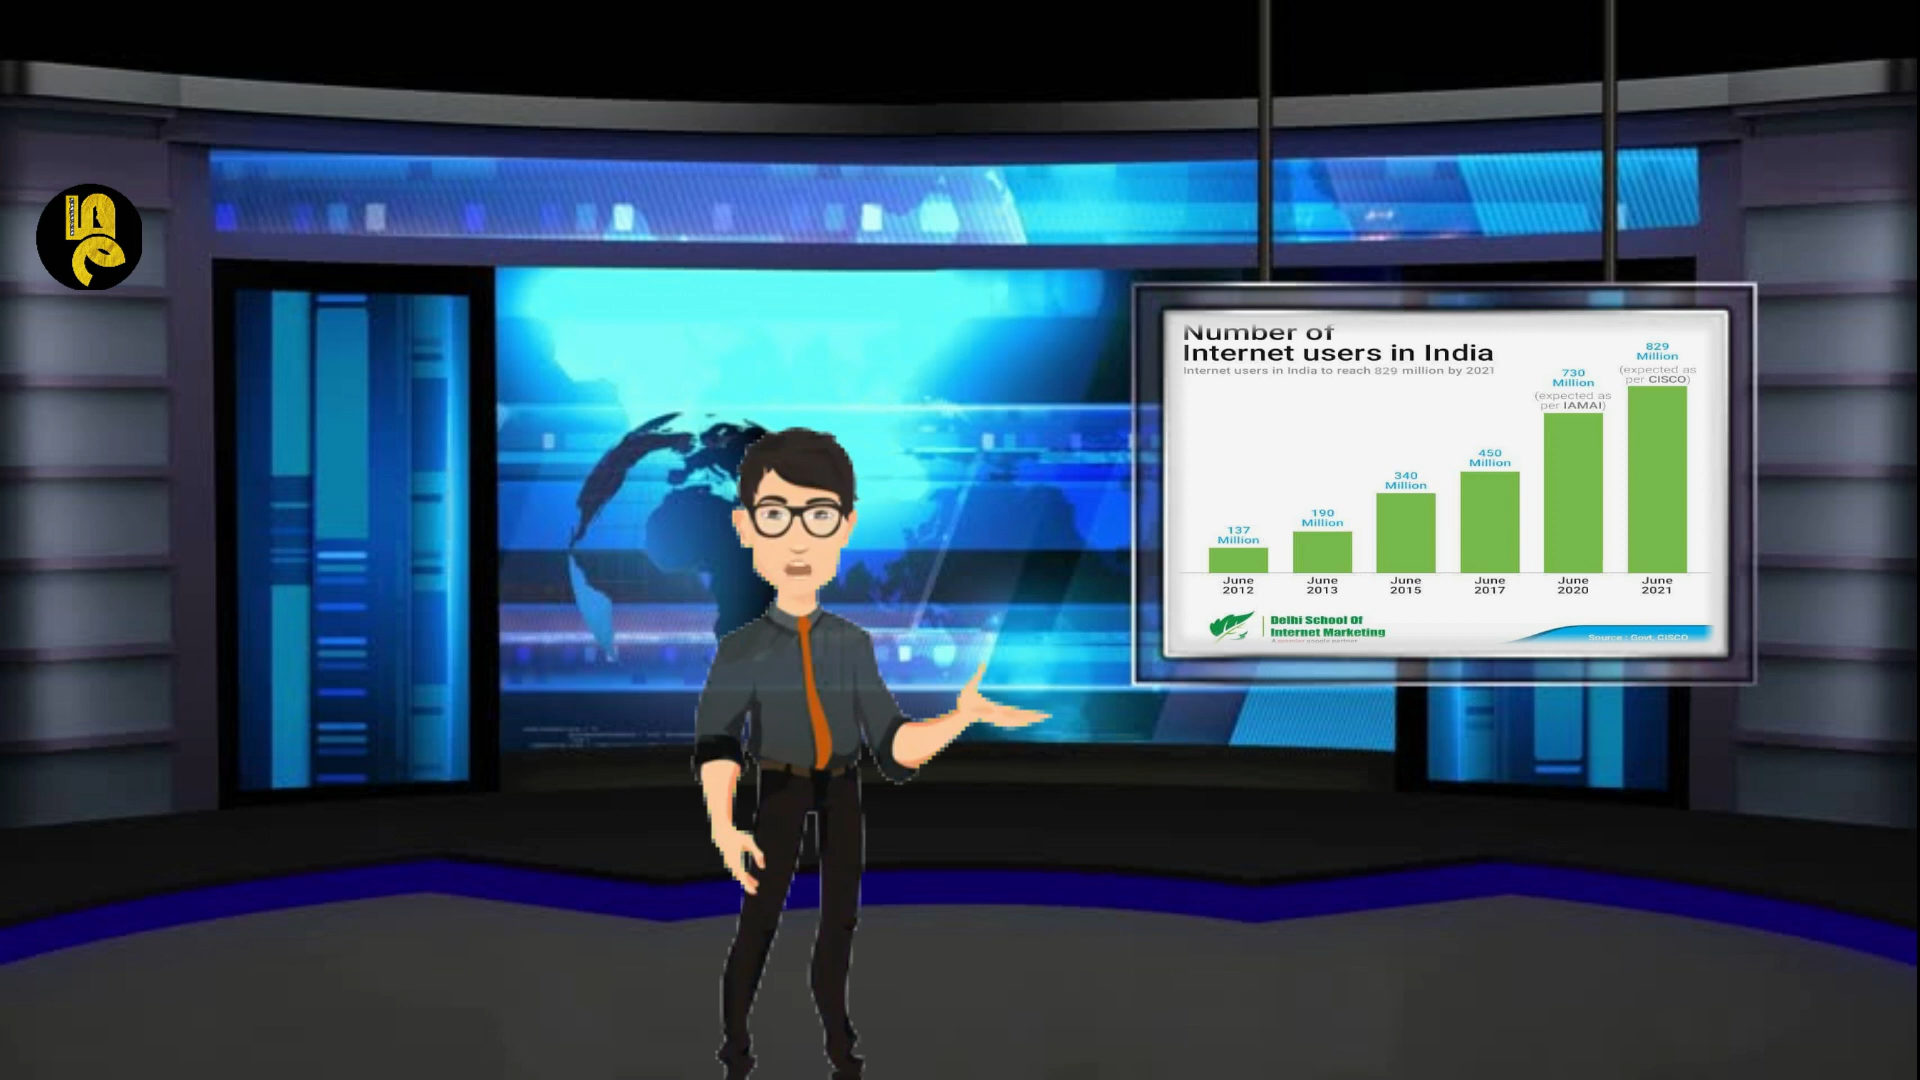 Number of
Internet users in India
Internet users in India to reach 829 million by 2021
829
Million
(expected as
per CISCO)
730
Million
(expected as
per IAMAI)
450
Million
340
Million
190
Million
137
Million
June
2012
June
2013
June
2015
June
2017
June
2020
June
2021
Delhi School Of
Internet Marketing
Source : Govt, CISCO